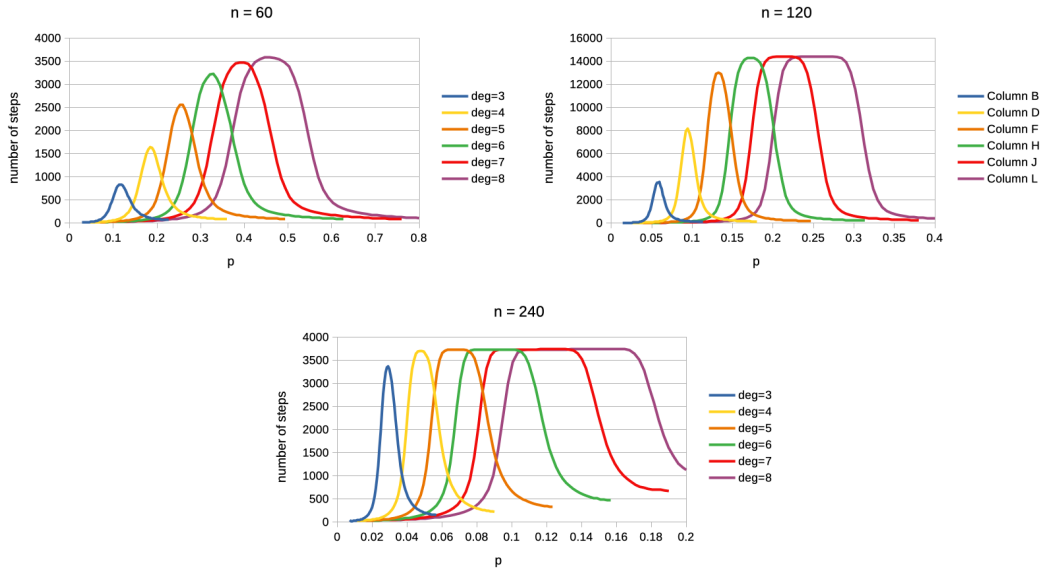 n = 60
number of steps
4000
3500
3000
2500
2000
1500
1000
500
0
0 0.1 0.2 0.3 0.4 0.5 0.6 0.7 0.8
p
deg=3
deg=4
deg=5
deg=6
deg=7
deg=8
n = 120
number of steps
16000
14000
12000
10000
8000
6000
4000
2000
0
0 0.05 0.1 0.15 0.2 0.25 0.3 0.35 0.4
p
Column B
Column D
Column F
Column H
Column J
Column L
n = 240
number of steps
4000
3500
3000
2500
2000
1500
1000
500
0
0 0.02 0.04 0.06 0.08 0.1 0.12 0.14 0.16 0.18 0.2
p
deg=3
deg=4
deg=5
deg=6
deg=7
deg=8